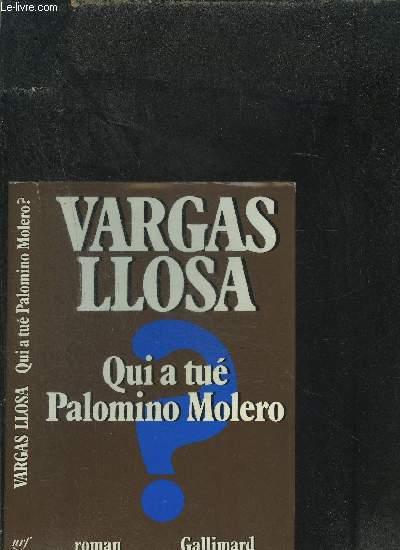 © Le-livre.com
VARGAS LLOSA Qui a tué Palomino Molero?
nrf
VARGAS
LLOSA
?
Qui a tué
Palomino Molero
roman Gallimard